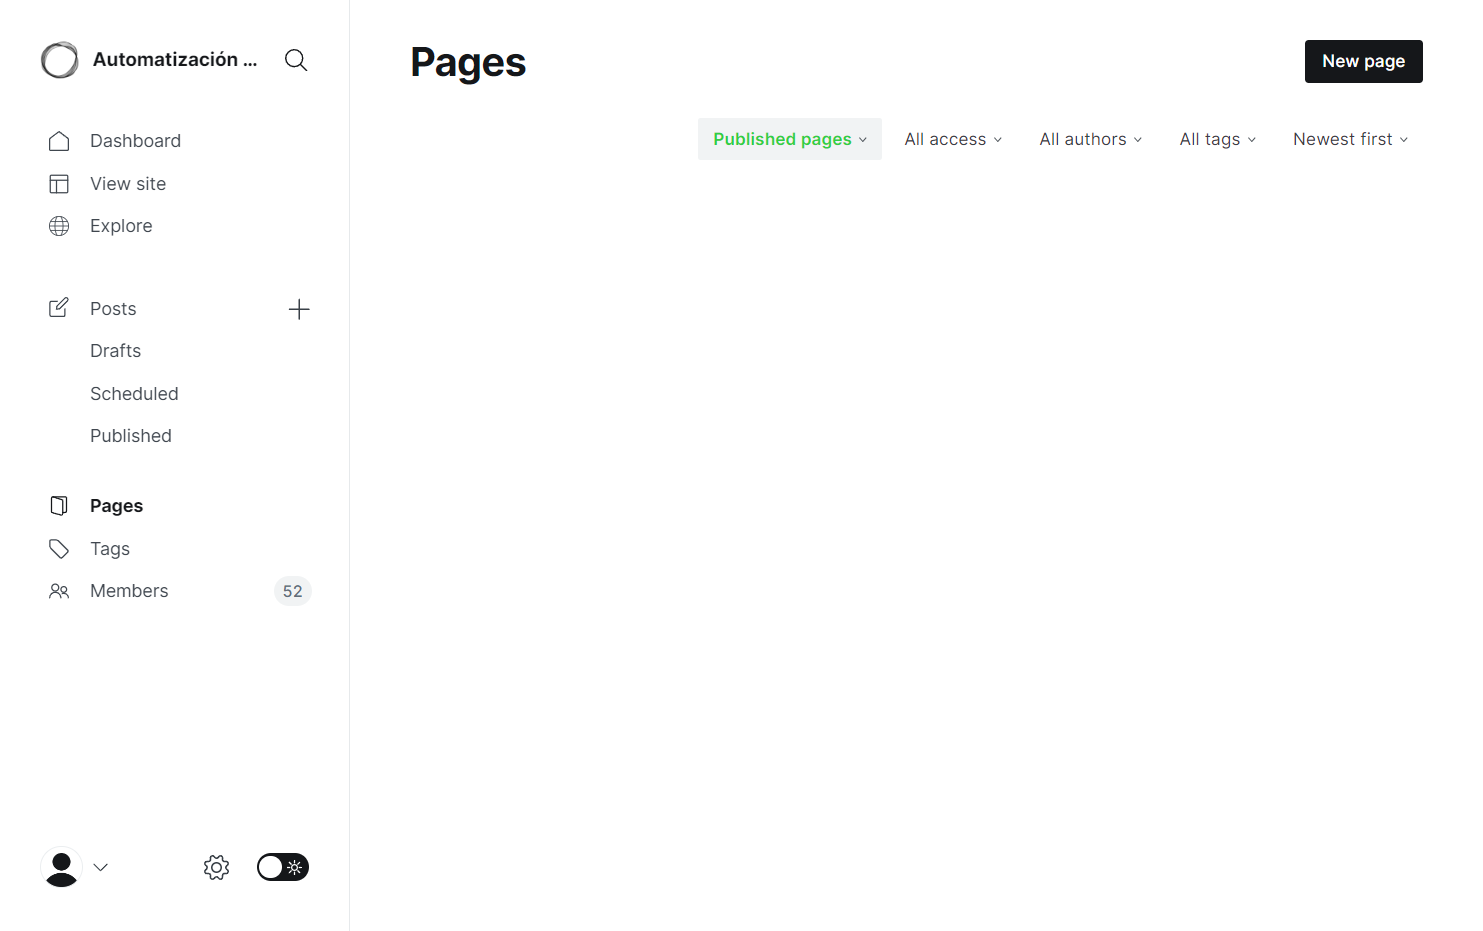 Automatización ...
Dashboard
View site
Explore
Posts
Drafts
Scheduled
Published
Pages
Tags
Members 52
Pages
New page
Published pages All access All authors All tags Newest first